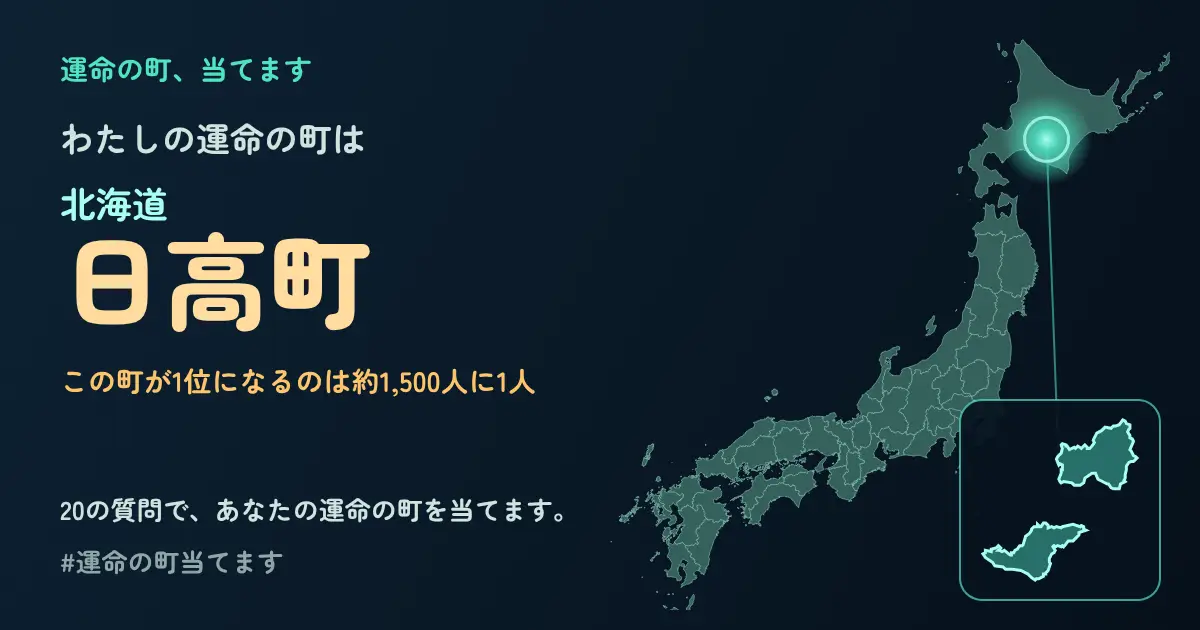 運命の町、当てます
わたしの運命の町は
北海道
日高町
この町が1位になるのは約1,500人に1人
20の質問で、あなたの運命の町を当てます。
#運命の町当てます